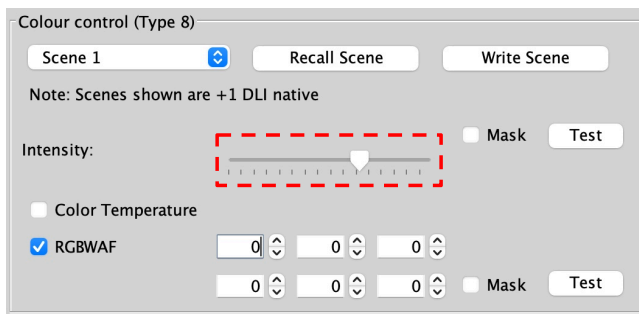 Colour control (Type 8)
Scene 1 Recall Scene Write Scene
Note: Scenes shown are +1 DLI native
Mask Test
Intensity:
Color Temperature
RGBWAF 0 0 0
0 0 0 Mask Test